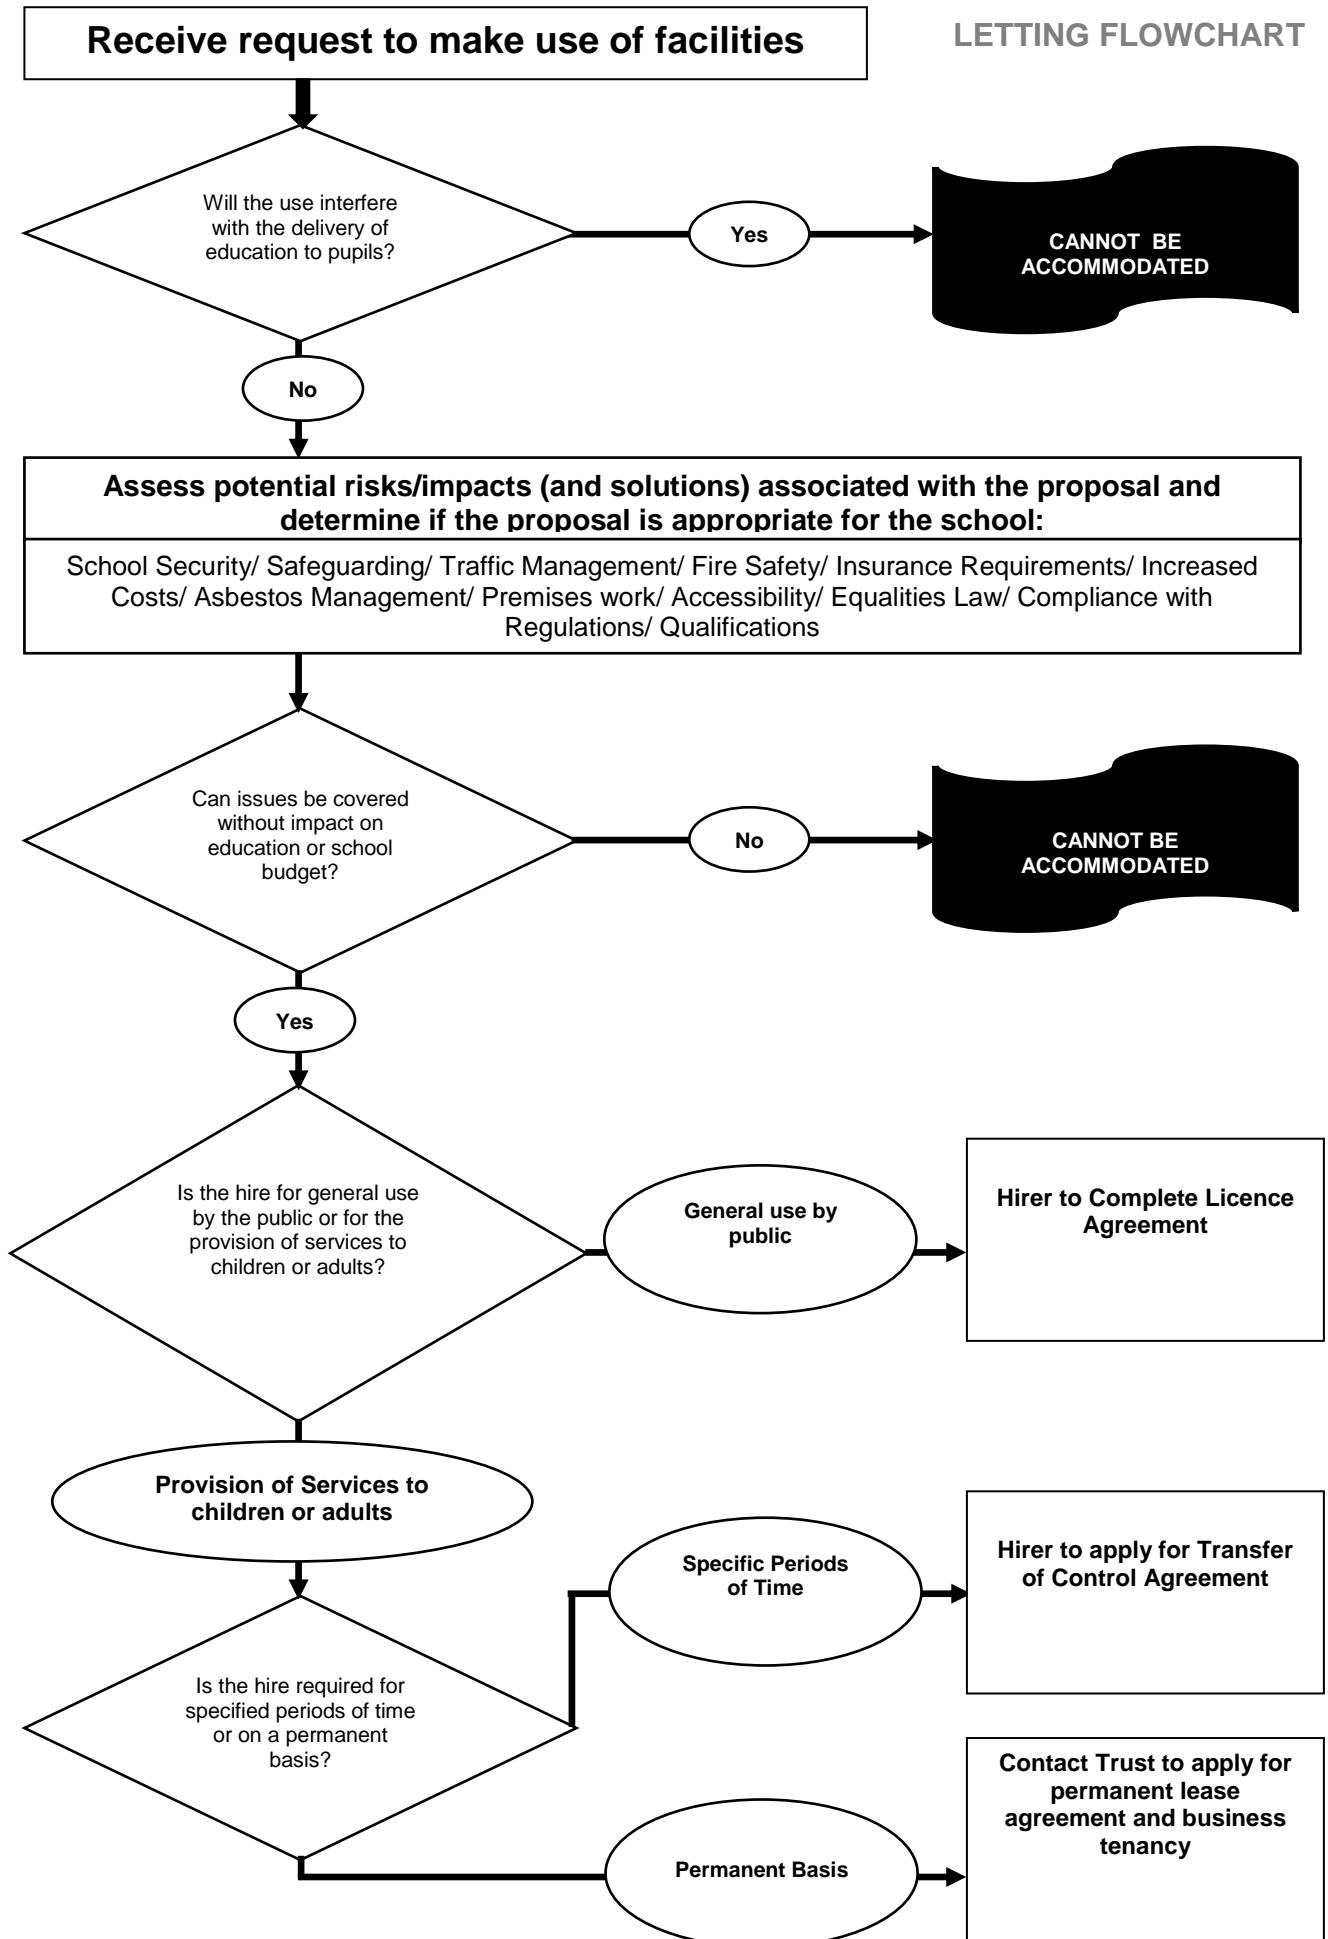 Receive request to make use of facilities
LETTING FLOWCHART
Will the use interfere
with the delivery of
education to pupils?
Yes
CANNOT BE
ACCOMMODATED
No
Assess potential risks/impacts (and solutions) associated with the proposal and
determine if the proposal is appropriate for the school:
School Security/ Safeguarding/ Traffic Management/ Fire Safety/ Insurance Requirements/ Increased
Costs/ Asbestos Management/ Premises work/ Accessibility/ Equalities Law/ Compliance with
Regulations/ Qualifications
Can issues be covered
without impact on
education or school
budget?
No
CANNOT BE
ACCOMMODATED
Yes
Is the hire for general use
by the public or for the
provision of services to
children or adults?
General use by
public
Hirer to Complete Licence
Agreement
Provision of Services to
children or adults
Specific Periods
of Time
Hirer to apply for Transfer
of Control Agreement
Is the hire required for
specified periods of time
or on a permanent
basis?
Permanent Basis
Contact Trust to apply for
permanent lease
agreement and business
tenancy